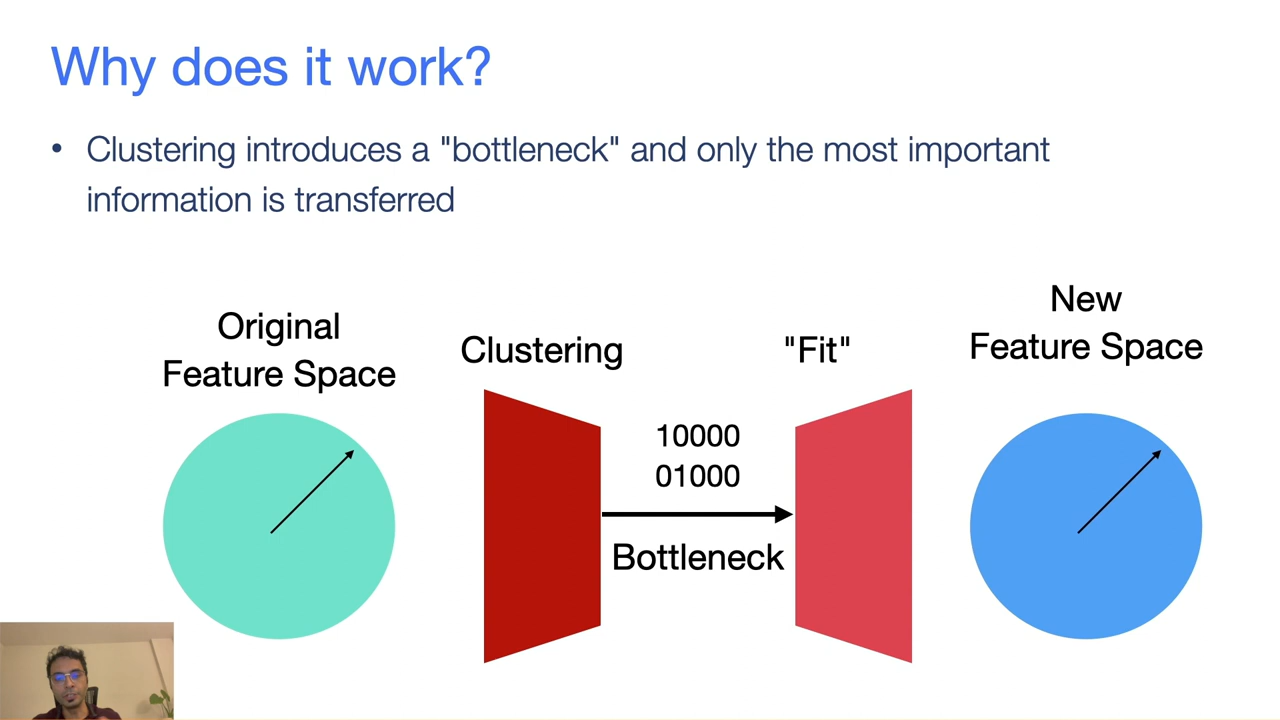 Why does it work?
• Clustering introduces a "bottleneck" and only the most important
information is transferred
Original
Feature Space
Clustering
10000
01000
Bottleneck
"Fit"
New
Feature Space